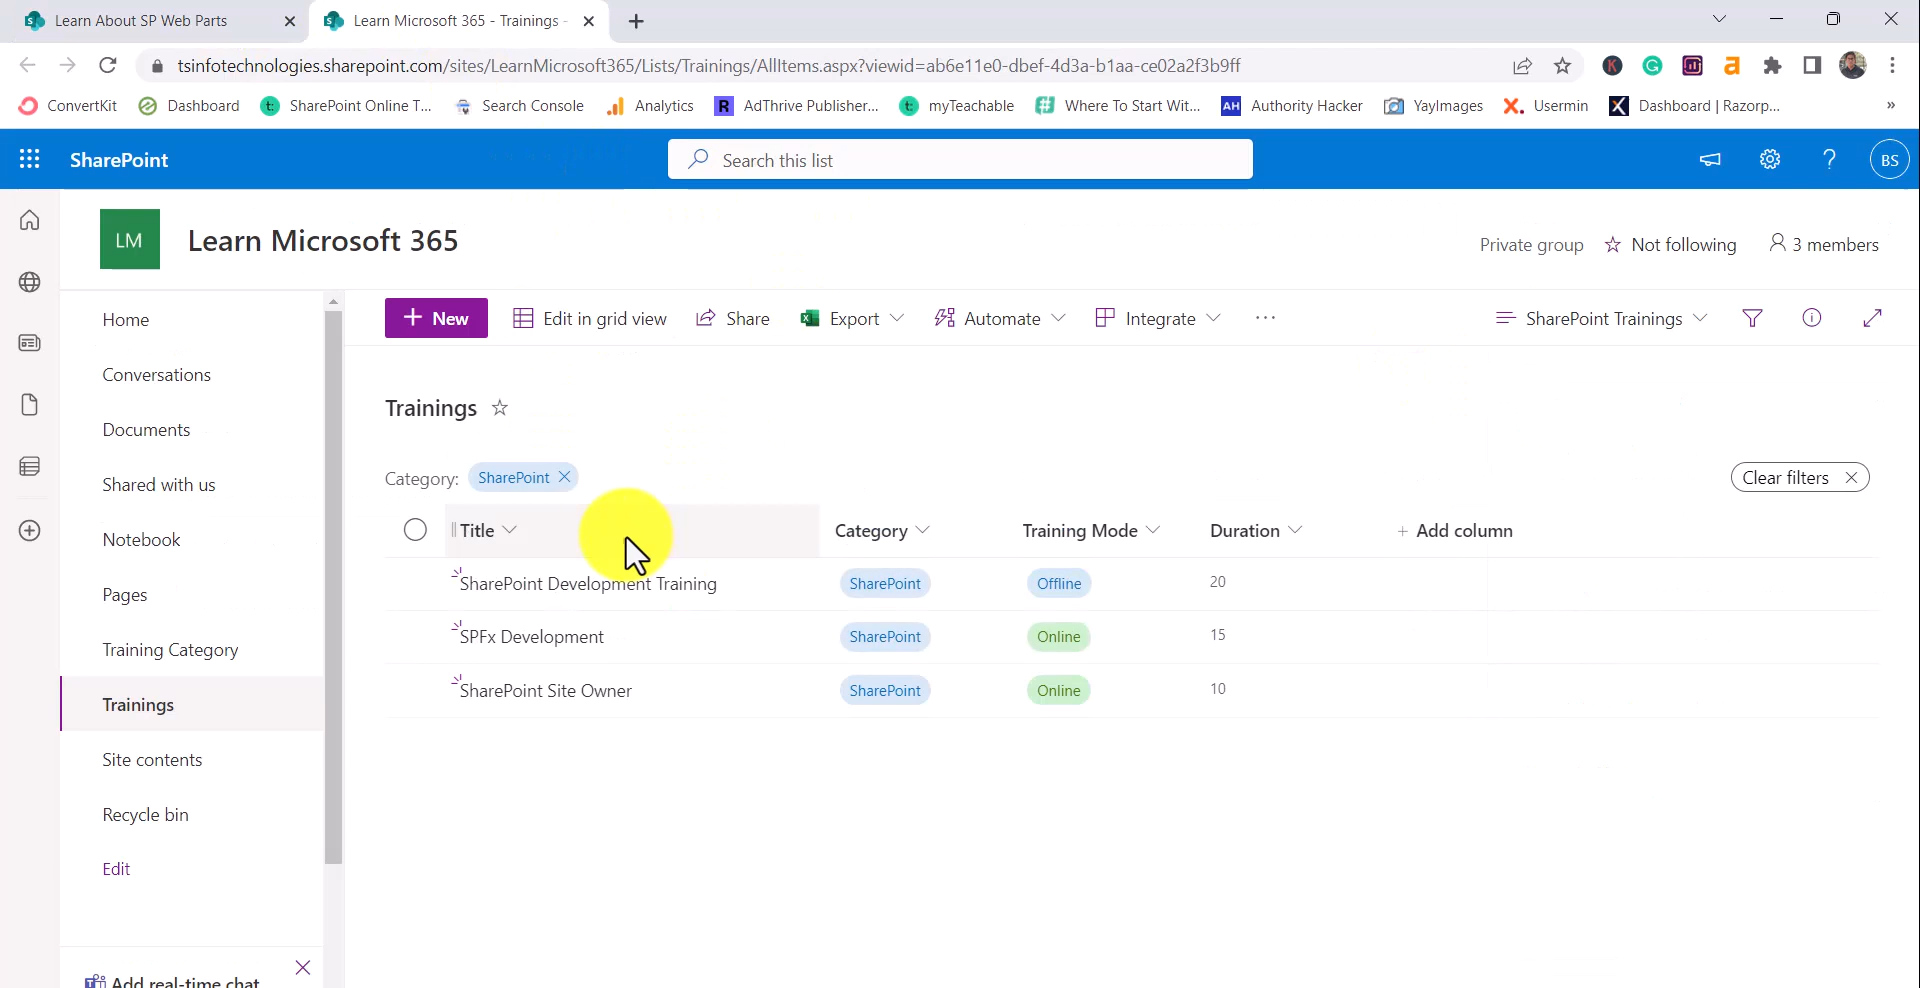 Learn About SP Web Parts
Learn Microsoft 365 - Trainings -
tsinfotechnologies.sharepoint.com/sites/LearnMicrosoft365/Lists/Trainings/AllItems.aspx?viewid=ab6e11e0-dbef-4d3a-b1aa-ce02a2f3b9ff
ConvertKit Dashboard SharePoint Online T... Search Console Analytics AdThrive Publisher... myTeachable Where To Start Wit... AH Authority Hacker YayImages Usermin Dashboard | Razorp... »
SharePoint
Search this list
BS
LM
Learn Microsoft 365
Private group Not following 3 members
Home
Conversations
Documents
Shared with us
Notebook
Pages
Training Category
Trainings
Site contents
Recycle bin
Edit
Add real-time chat
+ New Edit in grid view Share Export Automate Integrate ... SharePoint Trainings
Trainings
Category: SharePoint
Clear filters
Title Category Training Mode Duration + Add column
SharePoint Development Training SharePoint Offline 20
SPFx Development SharePoint Online 15
SharePoint Site Owner SharePoint Online 10